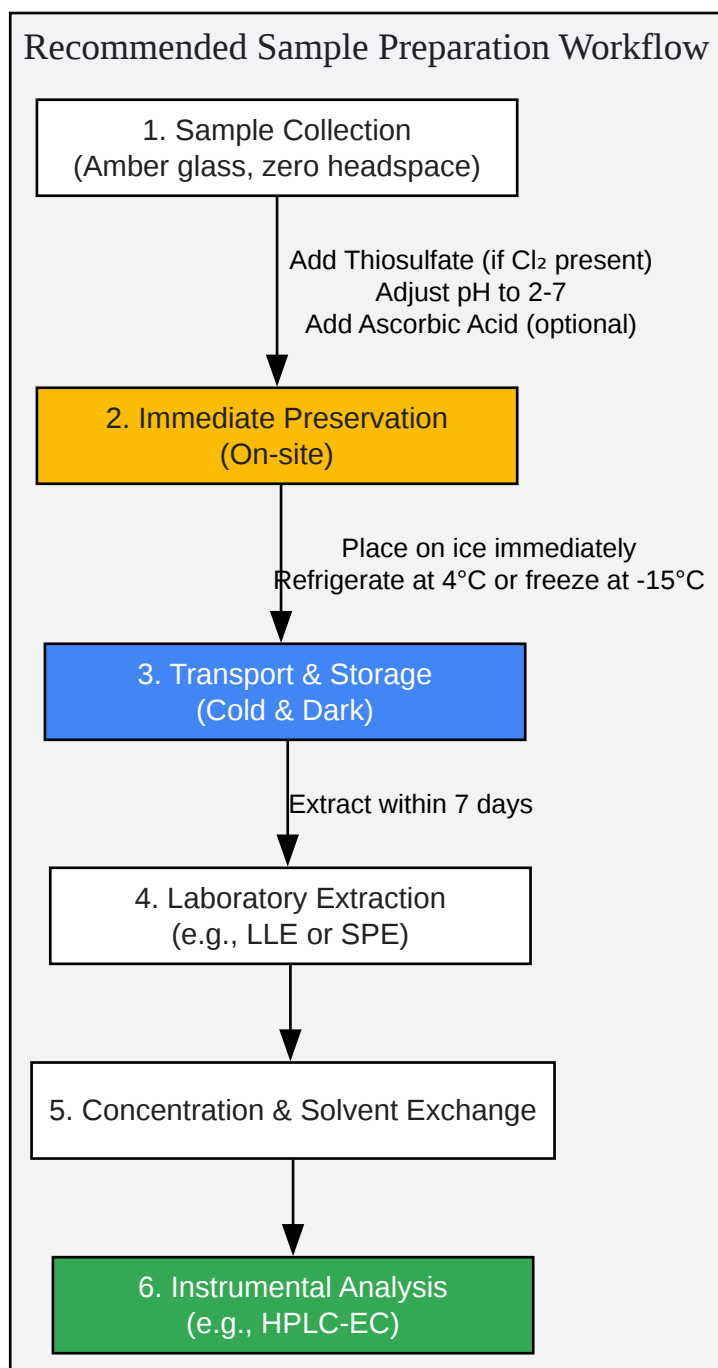 Recommended Sample Preparation Workflow
1. Sample Collection
(Amber glass, zero headspace)
Add Thiosulfate (if Cl₂ present)
Adjust pH to 2-7
Add Ascorbic Acid (optional)
2. Immediate Preservation
(On-site)
Place on ice immediately
Refrigerate at 4°C or freeze at -15°C
3. Transport & Storage
(Cold & Dark)
Extract within 7 days
4. Laboratory Extraction
(e.g., LLE or SPE)
5. Concentration & Solvent Exchange
6. Instrumental Analysis
(e.g., HPLC-EC)